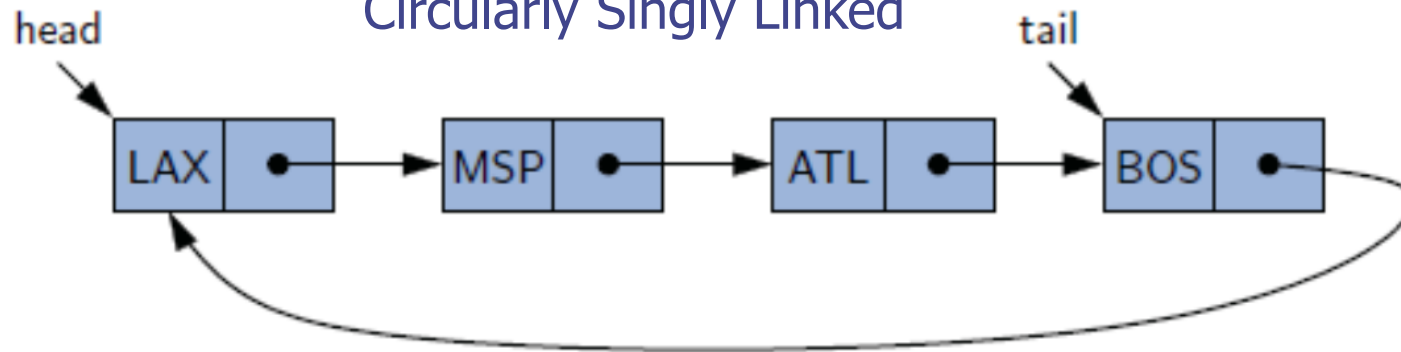 Circularly Singly Linked
head
tail
LAX
MSP
ATL
BOS